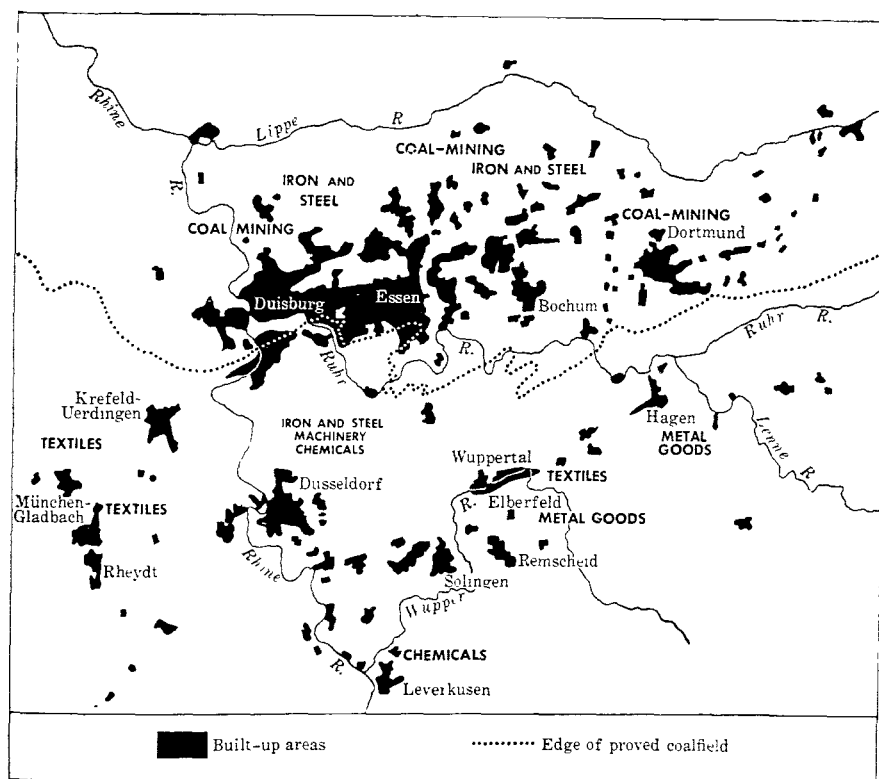 Rhine
R.
Lippe
R
COAL-MINING
IRON AND
STEEL
IRON AND STEEL
COAL MINING
COAL-MINING
Dortmund
Duisburg
Essen
Bochum
Ruhr
R.
Ruhr R.
Krefeld-
Uerdingen
TEXTILES
IRON AND STEEL
MACHINERY
CHEMICALS
Hagen
METAL
GOODS
Lenne R
Wuppertal
TEXTILES
Elberfeld
München-
Gladbach
TEXTILES
Dusseldorf
R.
METAL GOODS
Rheydt
Rhine
Solingen
Remscheid
Wupper
R.
CHEMICALS
Leverkusen
Built-up areas
Edge of proved coalfield